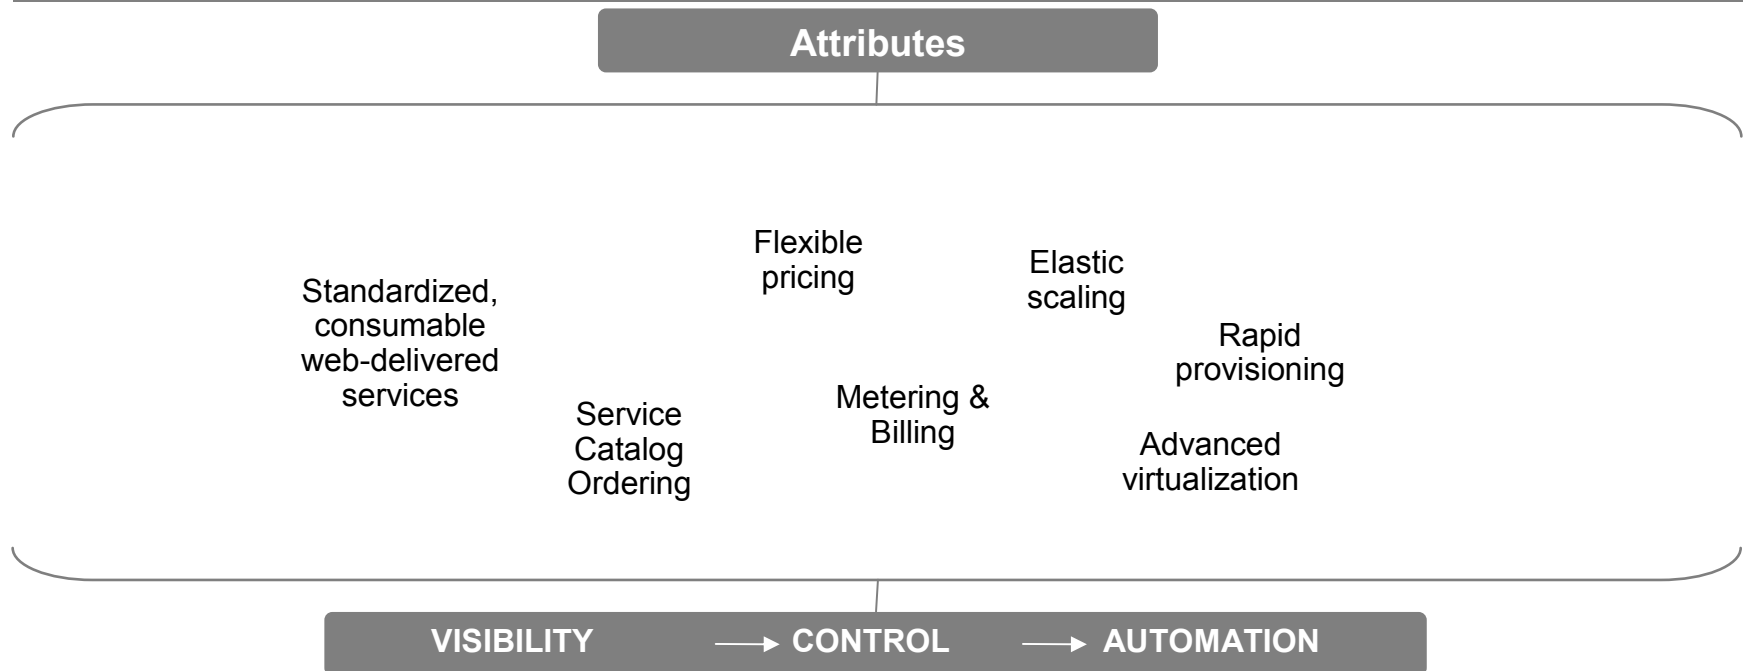 Attributes
Standardized,
consumable
web-delivered
services
Service
Catalog
Ordering
Flexible
pricing
Metering &
Billing
Elastic
scaling
Rapid
provisioning
Advanced
virtualization
VISIBILITY → CONTROL → AUTOMATION